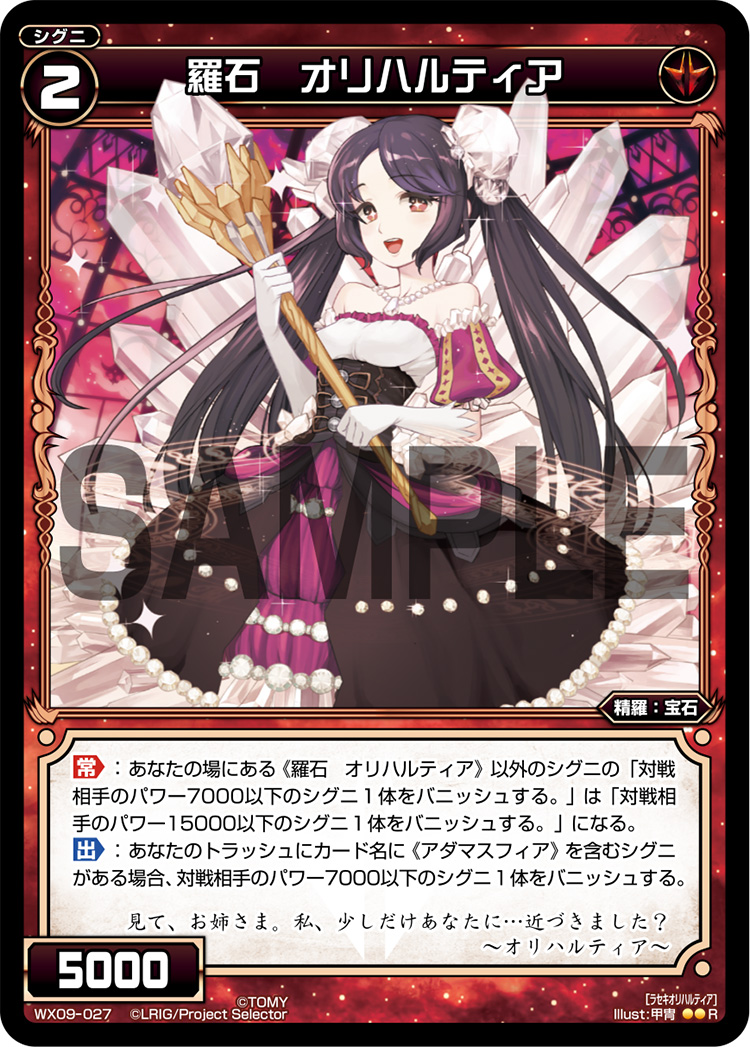 シグニ
2
羅石　オリハルティア
SAMPLE
精羅：宝石
常：あなたの場にある《羅石　オリハルティア》以外のシグニの「対戦
相手のパワー7000以下のシグニ１体をバニッシュする。」は「対戦相
手のパワー15000以下のシグニ１体をバニッシュする。」になる。
出：あなたのトラッシュにカード名に《アダマスフィア》を含むシグニ
がある場合、対戦相手のパワー7000以下のシグニ１体をバニッシュする。
見て、お姉さま。私、少しだけあなたに…近づきました？
～オリハルティア～
5000
©TOMY
[ラセキオリハルティア]
WX09-027 ©LRIG/Project Selector
Illust:甲冑 R